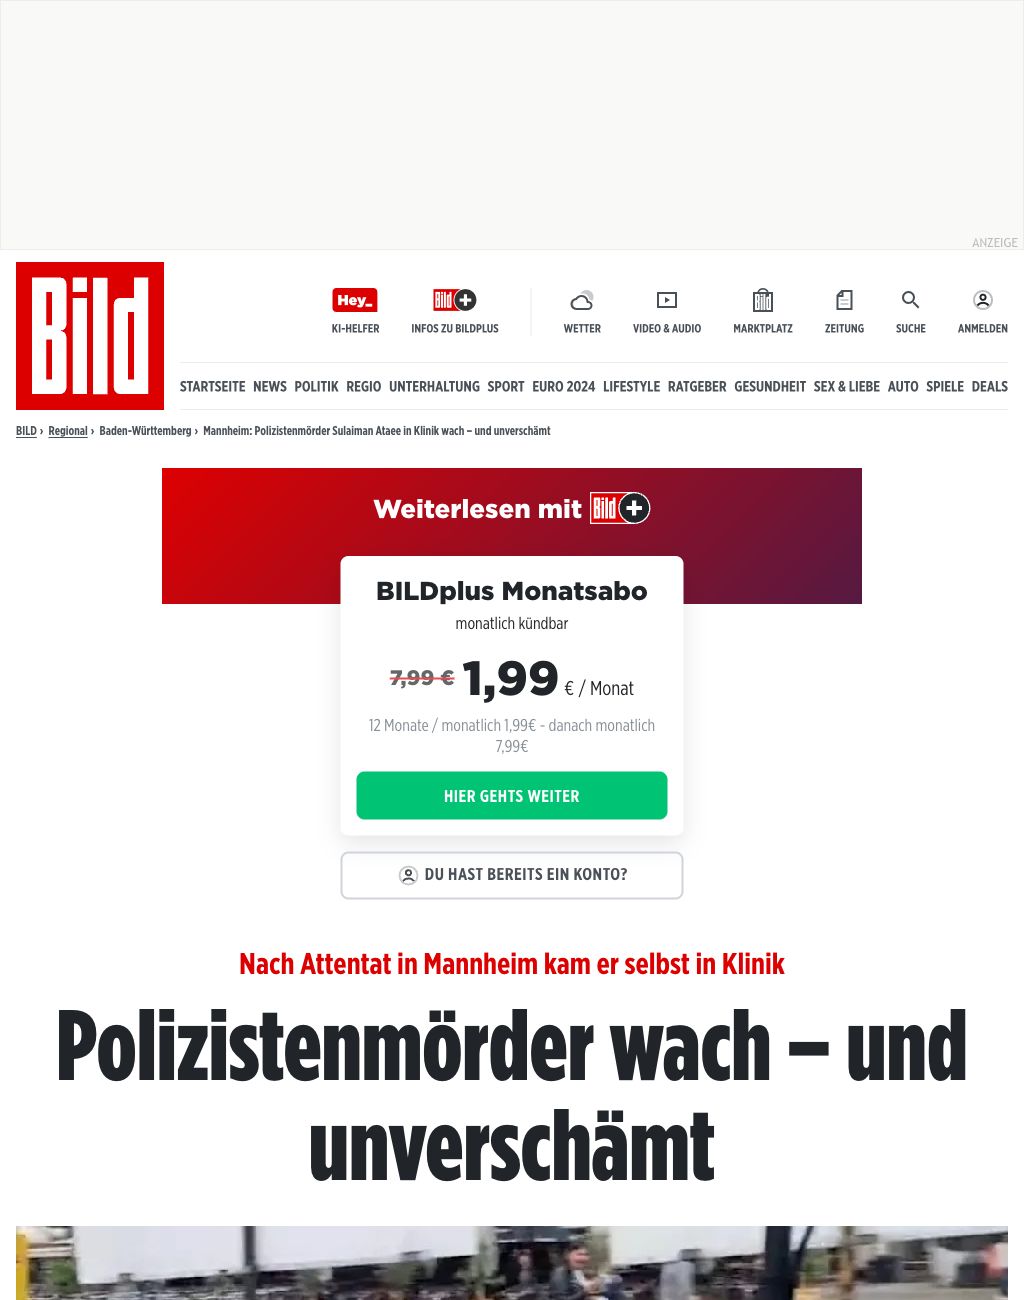 ANZEIGE
Bild
Hey_
KI-HELFER
Bild+
INFOS ZU BILDPLUS
WETTER
VIDEO & AUDIO
Bild
MARKTPLATZ
ZEITUNG
SUCHE
ANMELDEN
STARTSEITE NEWS POLITIK REGIO UNTERHALTUNG SPORT EURO 2024 LIFESTYLE RATGEBER GESUNDHEIT SEX & LIEBE AUTO SPIELE DEALS
BILD › Regional › Baden-Württemberg › Mannheim: Polizistenmörder Sulaiman Ataee in Klinik wach – und unverschämt
Weiterlesen mit Bild+
BILDplus Monatsabo
monatlich kündbar
7,99 € 1,99 € / Monat
12 Monate / monatlich 1,99€ - danach monatlich
7,99€
HIER GEHTS WEITER
DU HAST BEREITS EIN KONTO?
Nach Attentat in Mannheim kam er selbst in Klinik
Polizistenmörder wach – und
unverschämt